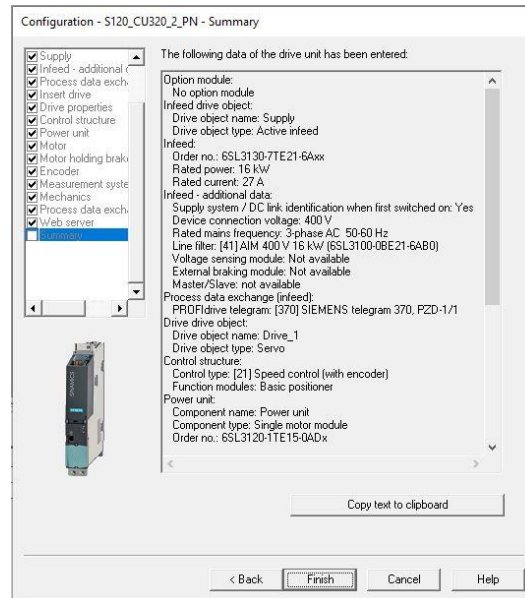 Configuration - S120_CU320_2_PN - Summary
Supply
Infeed - additional
Process data exch
Insert drive
Drive properties
Control structure
Power unit
Motor
Motor holding brak
Encoder
Measurement syste
Mechanics
Process data exch
Web server
Summary
The following data of the drive unit has been entered:
Option module:
No option module
Infeed drive object:
Drive object name: Supply
Drive object type: Active infeed
Infeed:
Order no.: 6SL3130-7TE21-6Axx
Rated power: 16 kW
Rated current: 27 A
Infeed - additional data:
Supply system / DC link identification when first switched on: Yes
Device connection voltage: 400 V
Rated mains frequency: 3-phase AC 50-60 Hz
Line filter: [41] AIM 400 V 16 kW (6SL3100-0BE21-6AB0)
Voltage sensing module: Not available
External braking module: Not available
Master/Slave: not available
Process data exchange (infeed):
PROFIdrive telegram: [370] SIEMENS telegram 370, PZD-1/1
Drive drive object:
Drive object name: Drive_1
Drive object type: Servo
Control structure:
Control type: [21] Speed control (with encoder)
Function modules: Basic positioner
Power unit:
Component name: Power unit
Component type: Single motor module
Order no.: 6SL3120-1TE15-0ADx
SINAMICS
SIEMENS
Copy text to clipboard
< Back Finish Cancel Help